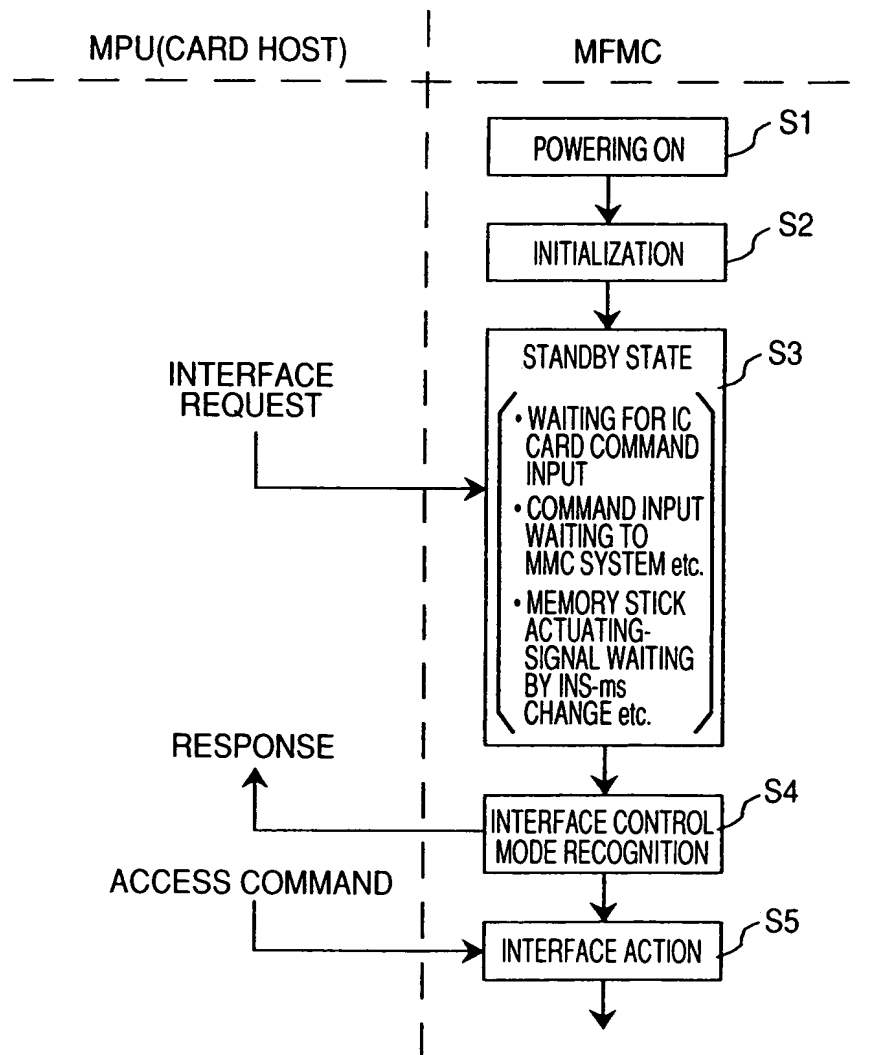 MPU(CARD HOST)
MFMC
S1
POWERING ON
S2
INITIALIZATION
S3
STANDBY STATE
INTERFACE
REQUEST
• WAITING FOR IC
CARD COMMAND
INPUT
• COMMAND INPUT
WAITING TO
MMC SYSTEM etc.
• MEMORY STICK
ACTUATING-
SIGNAL WAITING
BY INS-ms
CHANGE etc.
RESPONSE
S4
INTERFACE CONTROL
MODE RECOGNITION
ACCESS COMMAND
S5
INTERFACE ACTION